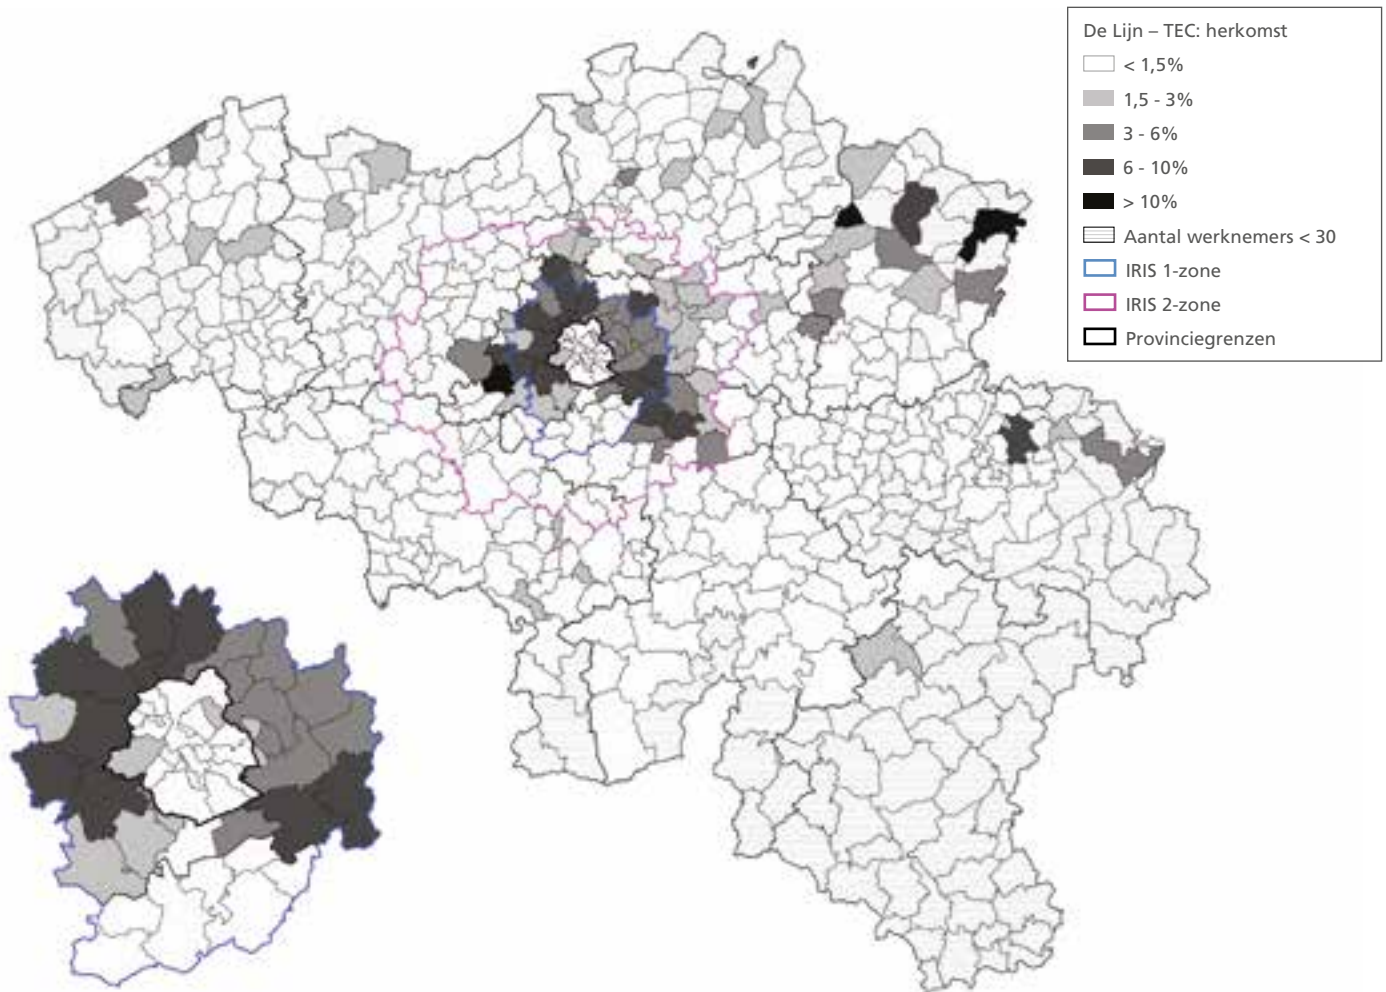 De Lijn – TEC: herkomst
< 1,5%
1,5 - 3%
3 - 6%
6 - 10%
> 10%
Aantal werknemers < 30
IRIS 1-zone
IRIS 2-zone
Provinciegrenzen